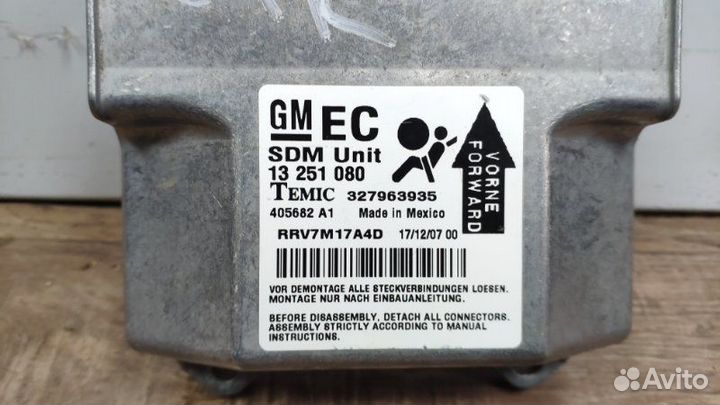 GM EC
SDM Unit
13 251 080
TEMIC 327963935
405682 A1 Made in Mexico
RRV7M17A4D 17/12/07 00
VORNE
FORWARD
VOR DEMONTAGE ALLE STECKVERBINDUNGEN LOESEN.
MONTAGE NUR NACH EINBAUANLEITUNG.
BEFORE DISASSEMBLY, DETACH ALL CONNECTORS.
ASSEMBLY STRICTLY ACCORDING TO MANUAL
INSTRUCTIONS.
Avito